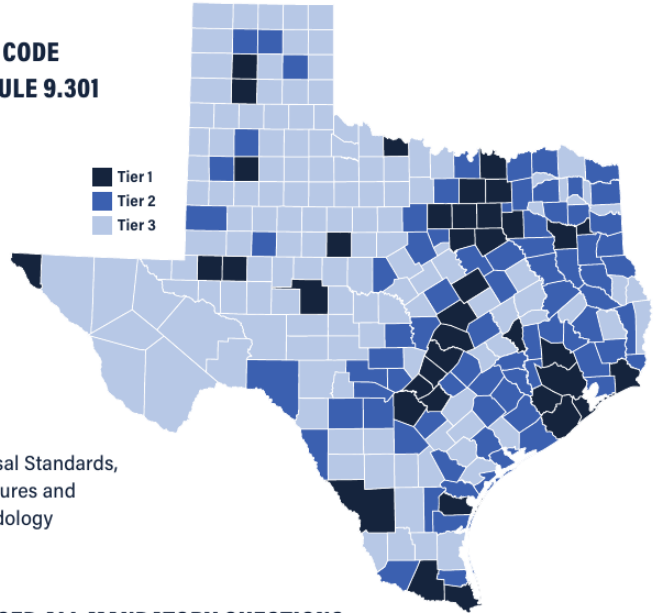 CODE
ULE 9.301
Tier 1
Tier 2
Tier 3
sal Standards,
ures and
dology